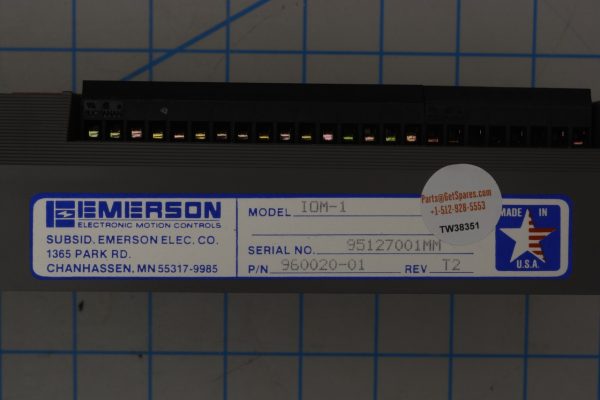 EMERSON
ELECTRONIC MOTION CONTROLS
SUBSID. EMERSON ELEC. CO.
1365 PARK RD.
CHANHASSEN, MN 55317-9985
MODEL IOM-1
SERIAL NO. 95127001MM
P/N 960020-01 REV T2
Parts@GetSpares.com
+1-512-928-5553
TW38351
MADE IN
U.S.A.